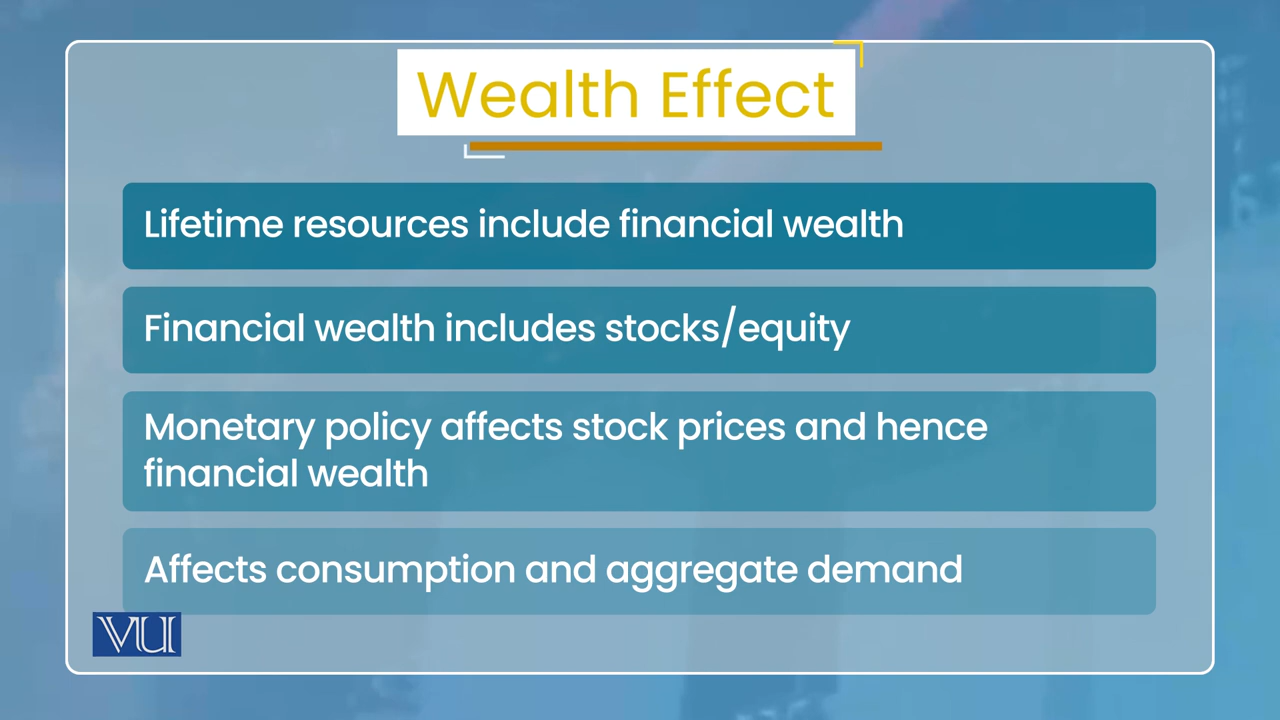 Wealth Effect
Lifetime resources include financial wealth
Financial wealth includes stocks/equity
Monetary policy affects stock prices and hence
financial wealth
Affects consumption and aggregate demand
VU